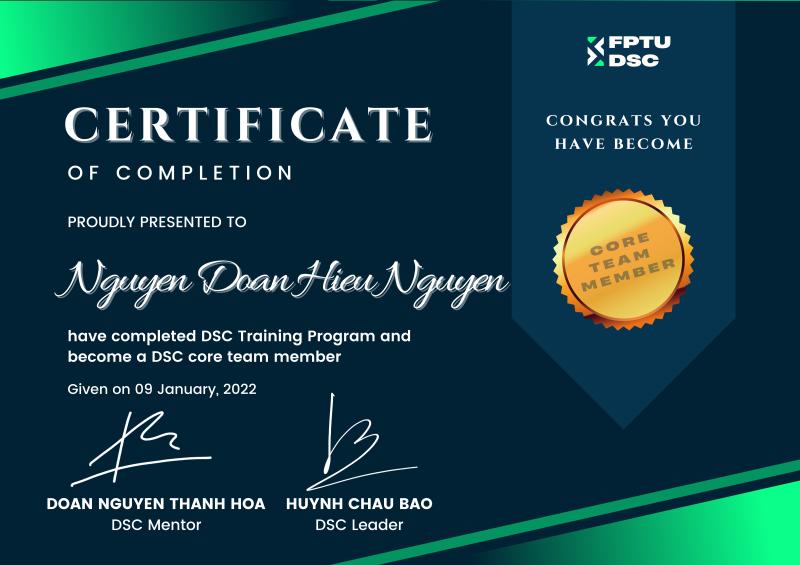 FPTU
DSC
CERTIFICATE
OF COMPLETION
CONGRATS YOU
HAVE BECOME
PROUDLY PRESENTED TO
CORE
TEAM
MEMBER
Nguyen Doan Hieu Nguyen
have completed DSC Training Program and
become a DSC core team member
Given on 09 January, 2022
DOAN NGUYEN THANH HOA
DSC Mentor
HUYNH CHAU BAO
DSC Leader